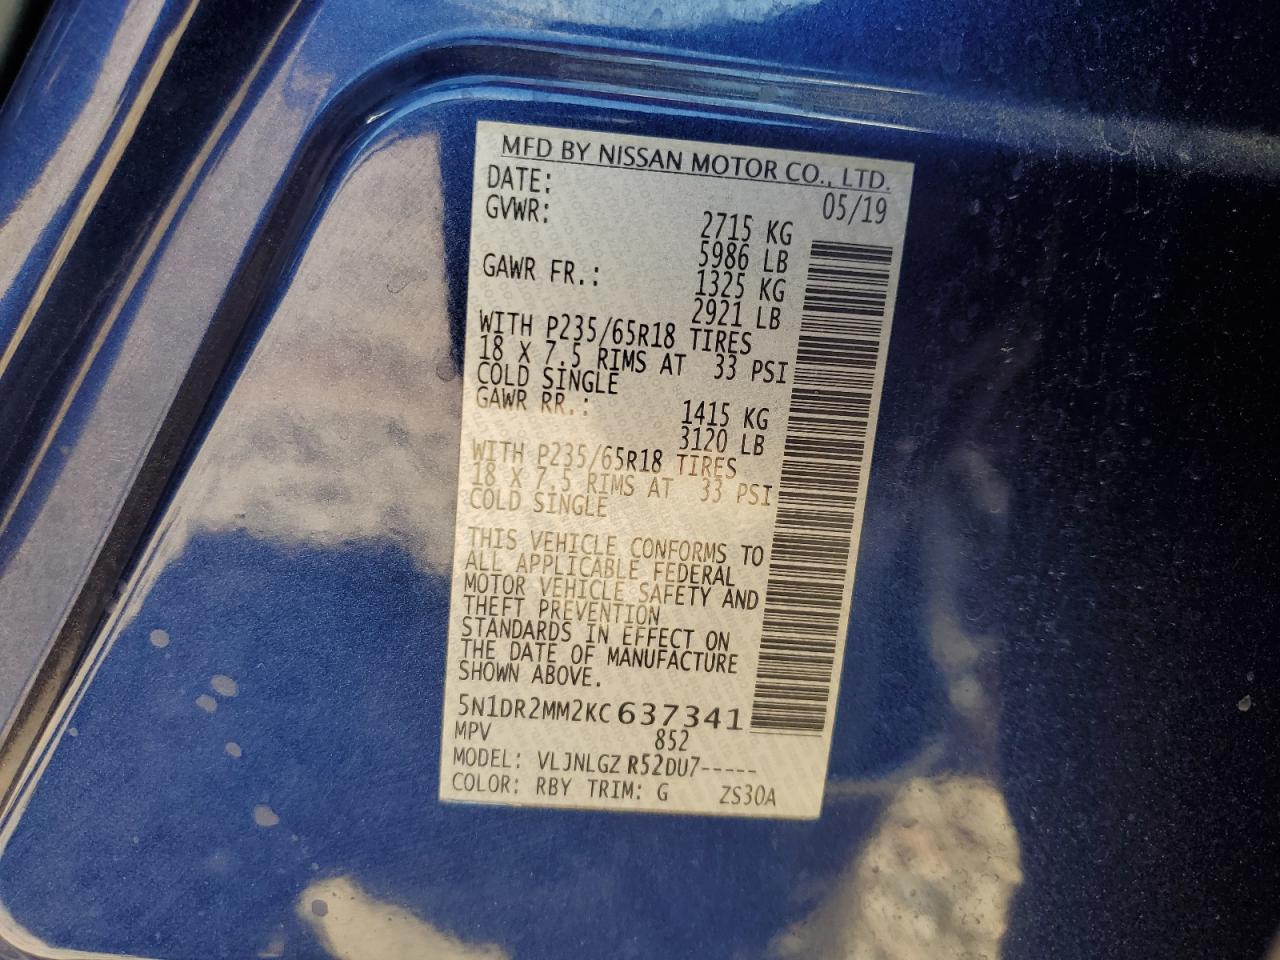 MFD BY NISSAN MOTOR CO., LTD.
DATE: 05/19
GVWR: 2715 KG
5986 LB
GAWR FR.: 1325 KG
2921 LB
WITH P235/65R18 TIRES
18 X 7.5 RIMS AT 33 PSI
COLD SINGLE
GAWR RR.: 1415 KG
3120 LB
WITH P235/65R18 TIRES
18 X 7.5 RIMS AT 33 PSI
COLD SINGLE
THIS VEHICLE CONFORMS TO
ALL APPLICABLE FEDERAL
MOTOR VEHICLE SAFETY AND
THEFT PREVENTION
STANDARDS IN EFFECT ON
THE DATE OF MANUFACTURE
SHOWN ABOVE.
5N1DR2MM2KC637341
MPV 852
MODEL: VLJNLGZ R52DU7-----
COLOR: RBY TRIM: G ZS30A